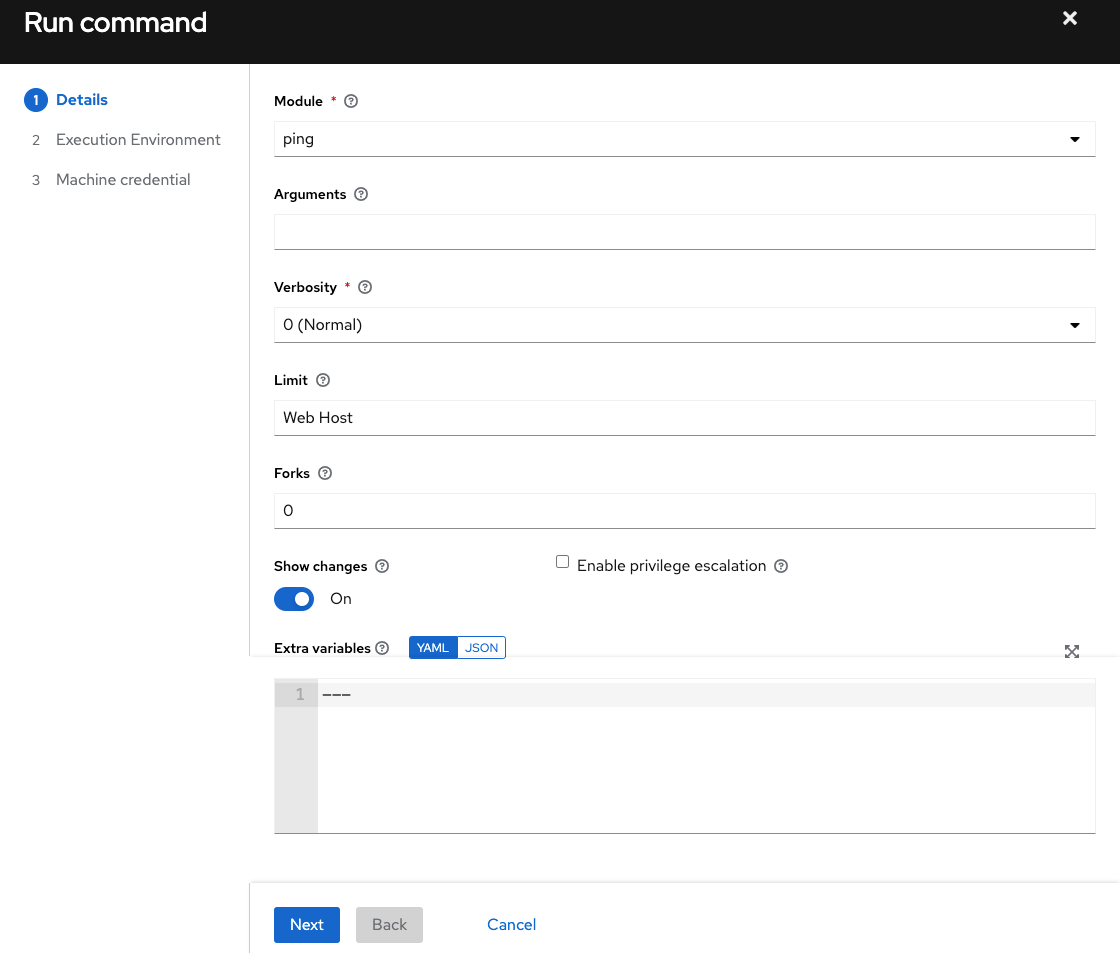 Run command
1 Details
2 Execution Environment
3 Machine credential
Module *
ping
Arguments
Verbosity *
0 (Normal)
Limit
Web Host
Forks
0
Show changes
Enable privilege escalation
On
Extra variables YAML JSON
1 ---
Next Back Cancel